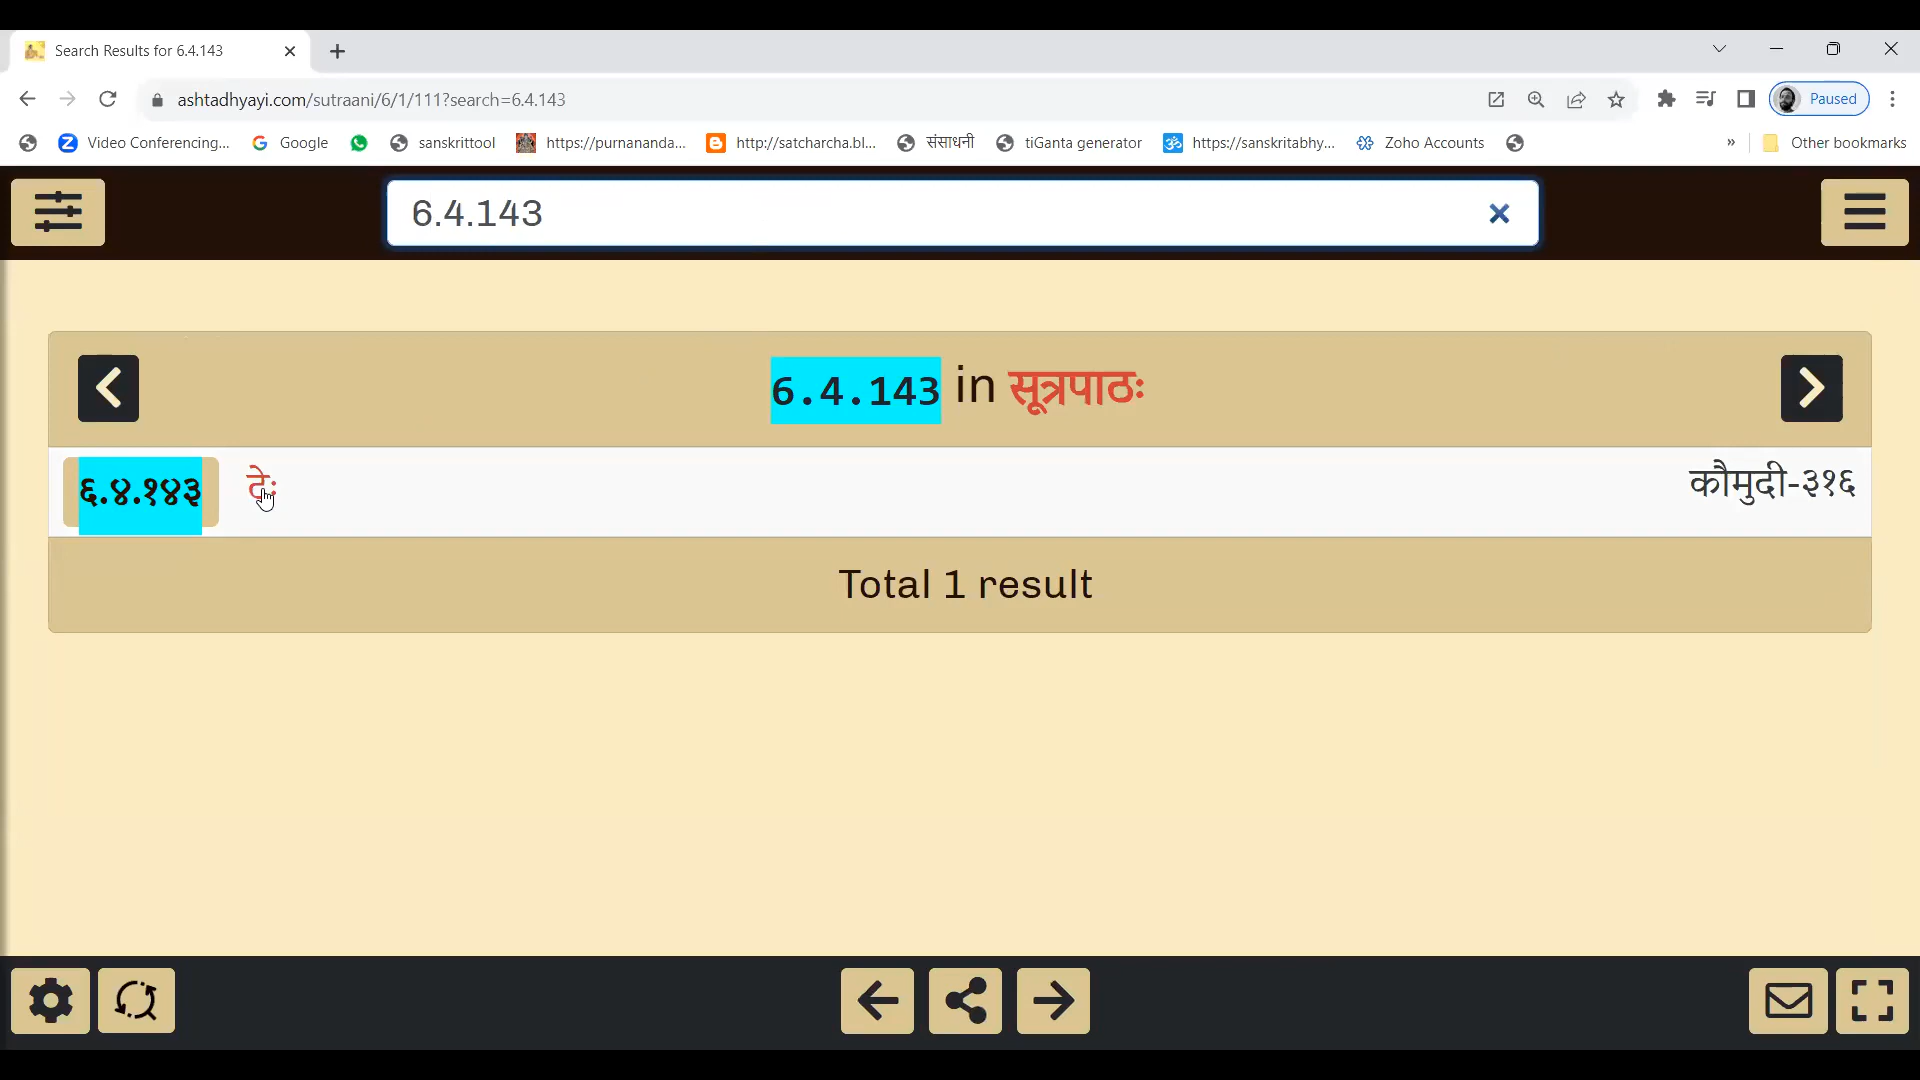 Search Results for 6.4.143
ashtadhyayi.com/sutraani/6/1/111?search=6.4.143
Paused
Video Conferencing...
Google
sanskrittool
https://purnananda...
http://satcharcha.bl...
संसाधनी
tiGanta generator
https://sanskritabhy...
Zoho Accounts
»
Other bookmarks
6.4.143
6.4.143 in सूत्रपाठः
६.४.१४३ टेः कौमुदी-३१६
Total 1 result